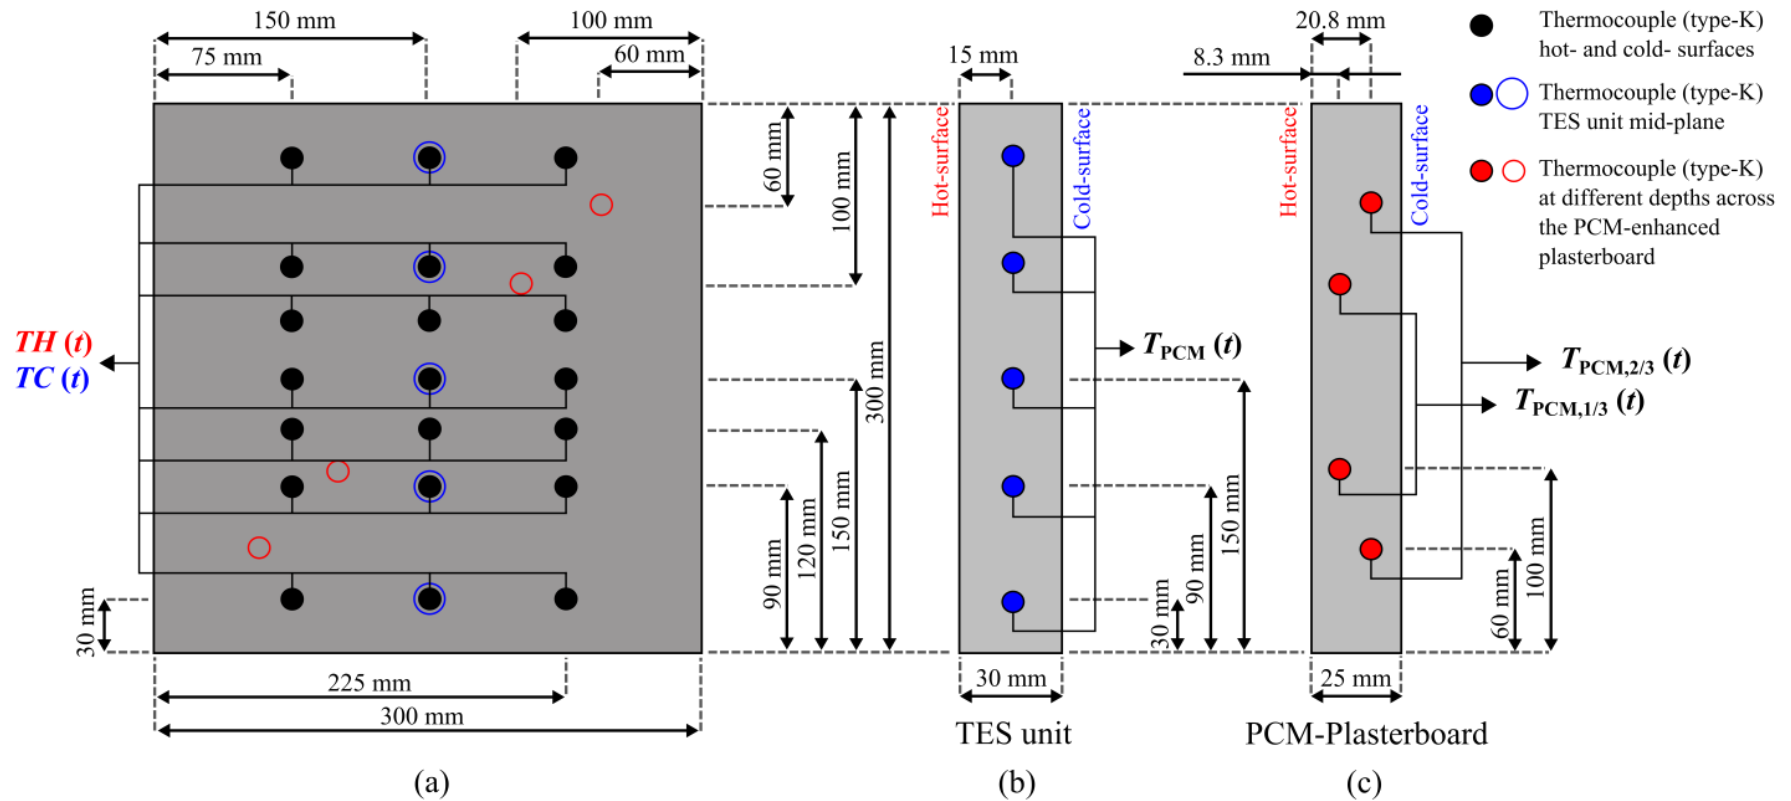 150 mm
100 mm
75 mm
60 mm
60 mm
100 mm
300 mm
TH (t)
TC (t)
150 mm
120 mm
90 mm
30 mm
225 mm
300 mm
(a)
15 mm
Hot-surface
Cold-surface
TPCM (t)
150 mm
90 mm
30 mm
30 mm
TES unit
(b)
20.8 mm
8.3 mm
Hot-surface
Cold-surface
TPCM,2/3 (t)
TPCM,1/3 (t)
100 mm
60 mm
25 mm
PCM-Plasterboard
(c)
Thermocouple (type-K)
hot- and cold- surfaces
Thermocouple (type-K)
TES unit mid-plane
Thermocouple (type-K)
at different depths across
the PCM-enhanced
plasterboard